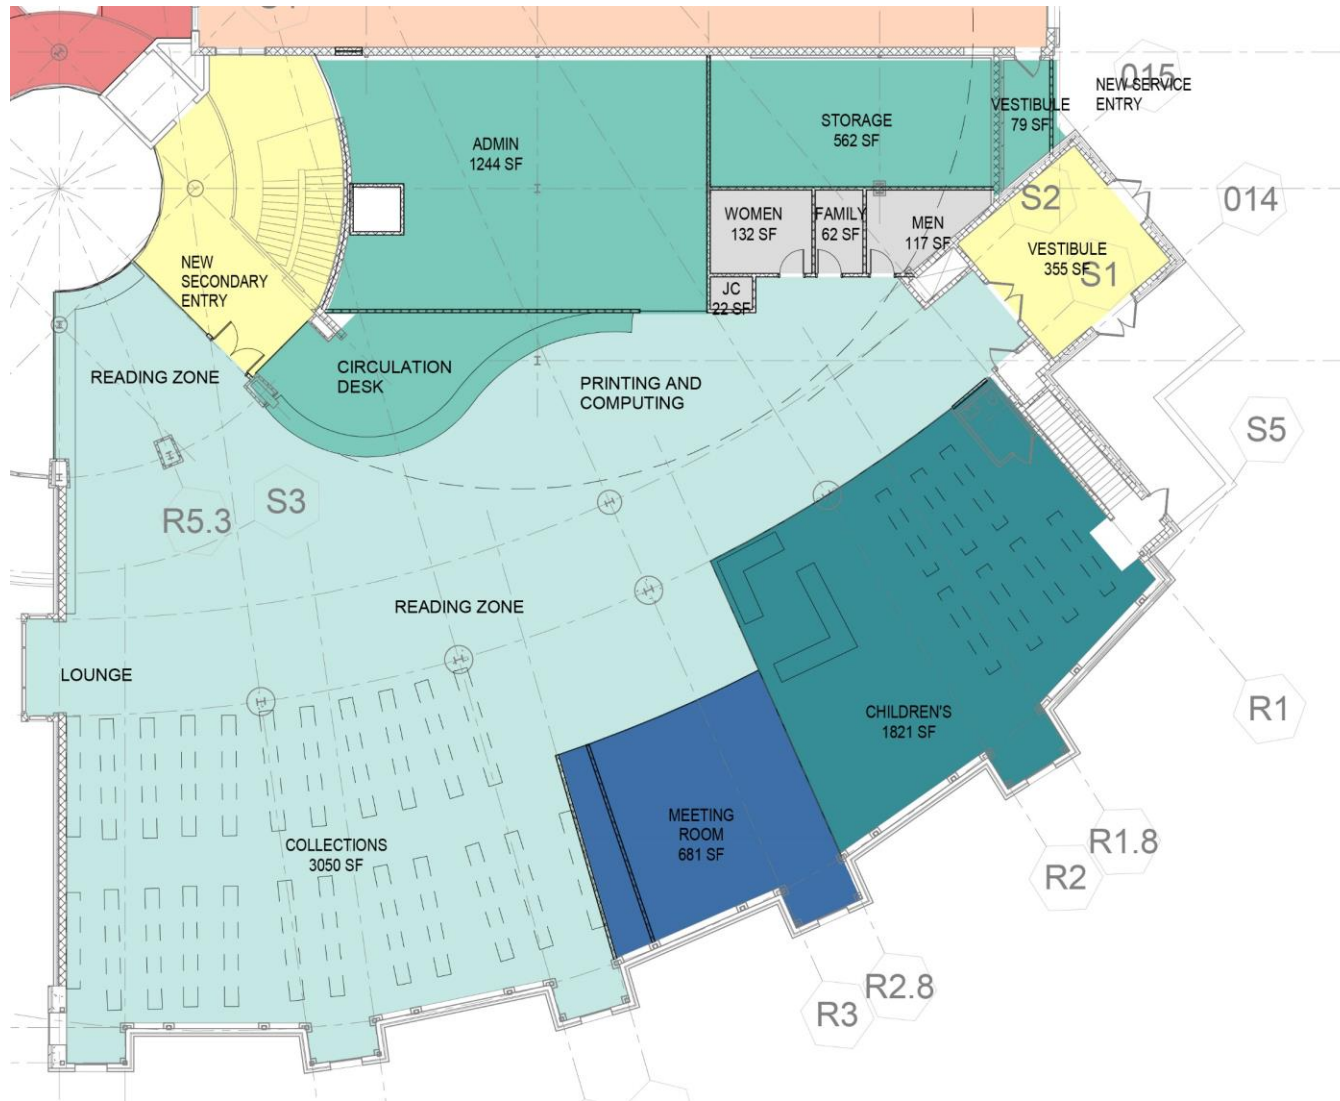 015
NEW SERVICE
ENTRY
VESTIBULE
79 SF
STORAGE
562 SF
ADMIN
1244 SF
S2
014
WOMEN
132 SF
FAMILY
62 SF
MEN
117 SF
VESTIBULE
355 SF
S1
NEW
SECONDARY
ENTRY
JC
22 SF
CIRCULATION
DESK
READING ZONE
PRINTING AND
COMPUTING
S5
S3
R5.3
READING ZONE
LOUNGE
R1
CHILDREN'S
1821 SF
MEETING
ROOM
681 SF
COLLECTIONS
3050 SF
R1.8
R2
R2.8
R3